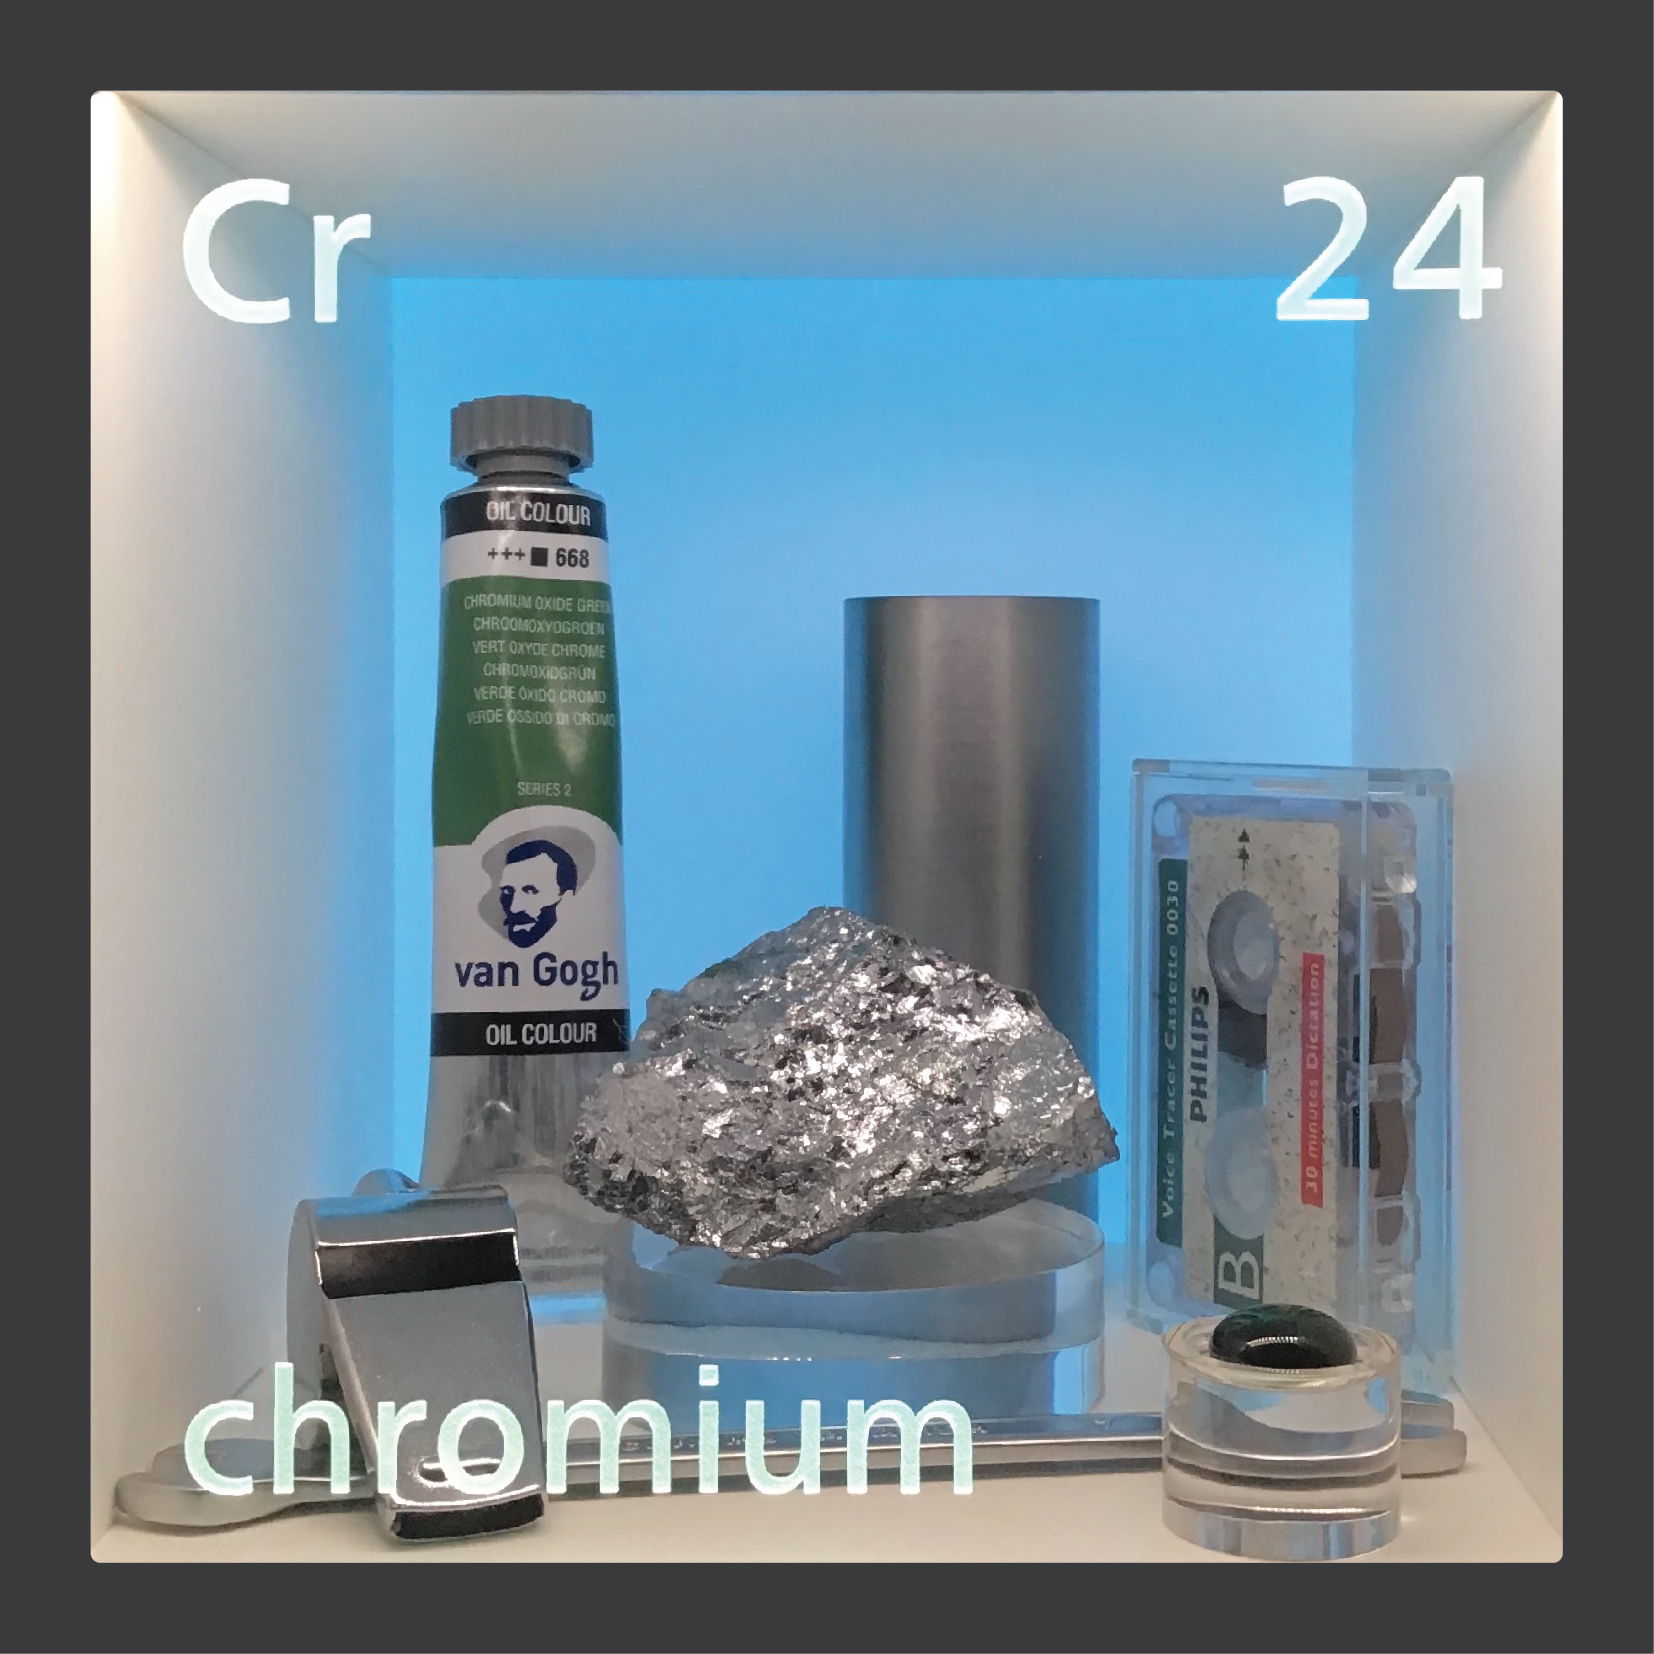 Cr
24
OIL COLOUR
+++ ■ 668
CHROMIUM OXIDE GREEN
CHROOMOXYDGROEN
VERT OXYDE CHROME
CHROMOXIDGRÜN
VERDE ÓXIDO CROMO
VERDE OSSIDO DI CROMO
SERIES 2
van Gogh
OIL COLOUR
Voice Tracer Cassette 0030
PHILIPS
30 minutes Dictation
B
chromium